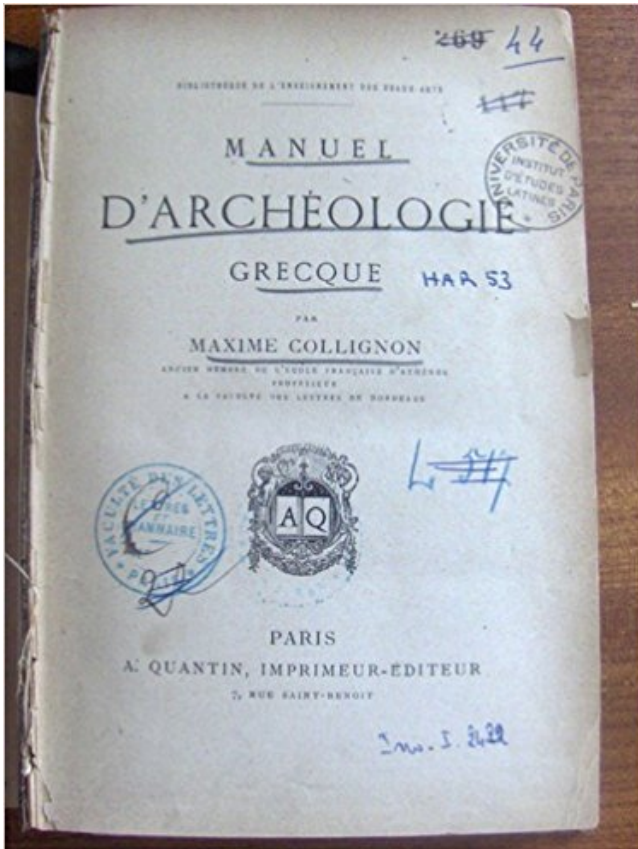 269 44
BIBLIOTHÈQUE DE L'ENSEIGNEMENT DES BEAUX-ARTS
117
MANUEL
D'ARCHÉOLOGIE
GRECQUE
UNIVERSITÉ DE PARIS
INSTITUT
D'ÉTUDES
LATINES
HAR 53
PAR
MAXIME COLLIGNON
ANCIEN MEMBRE DE L'ÉCOLE FRANÇAISE D'ATHÈNES
PROFESSEUR
A LA FACULTÉ DES LETTRES DE BORDEAUX
FACULTÉ DES LETTRES
ET
AQ
PARIS
A. QUANTIN, IMPRIMEUR-ÉDITEUR
7, RUE SAINT-BENOIT